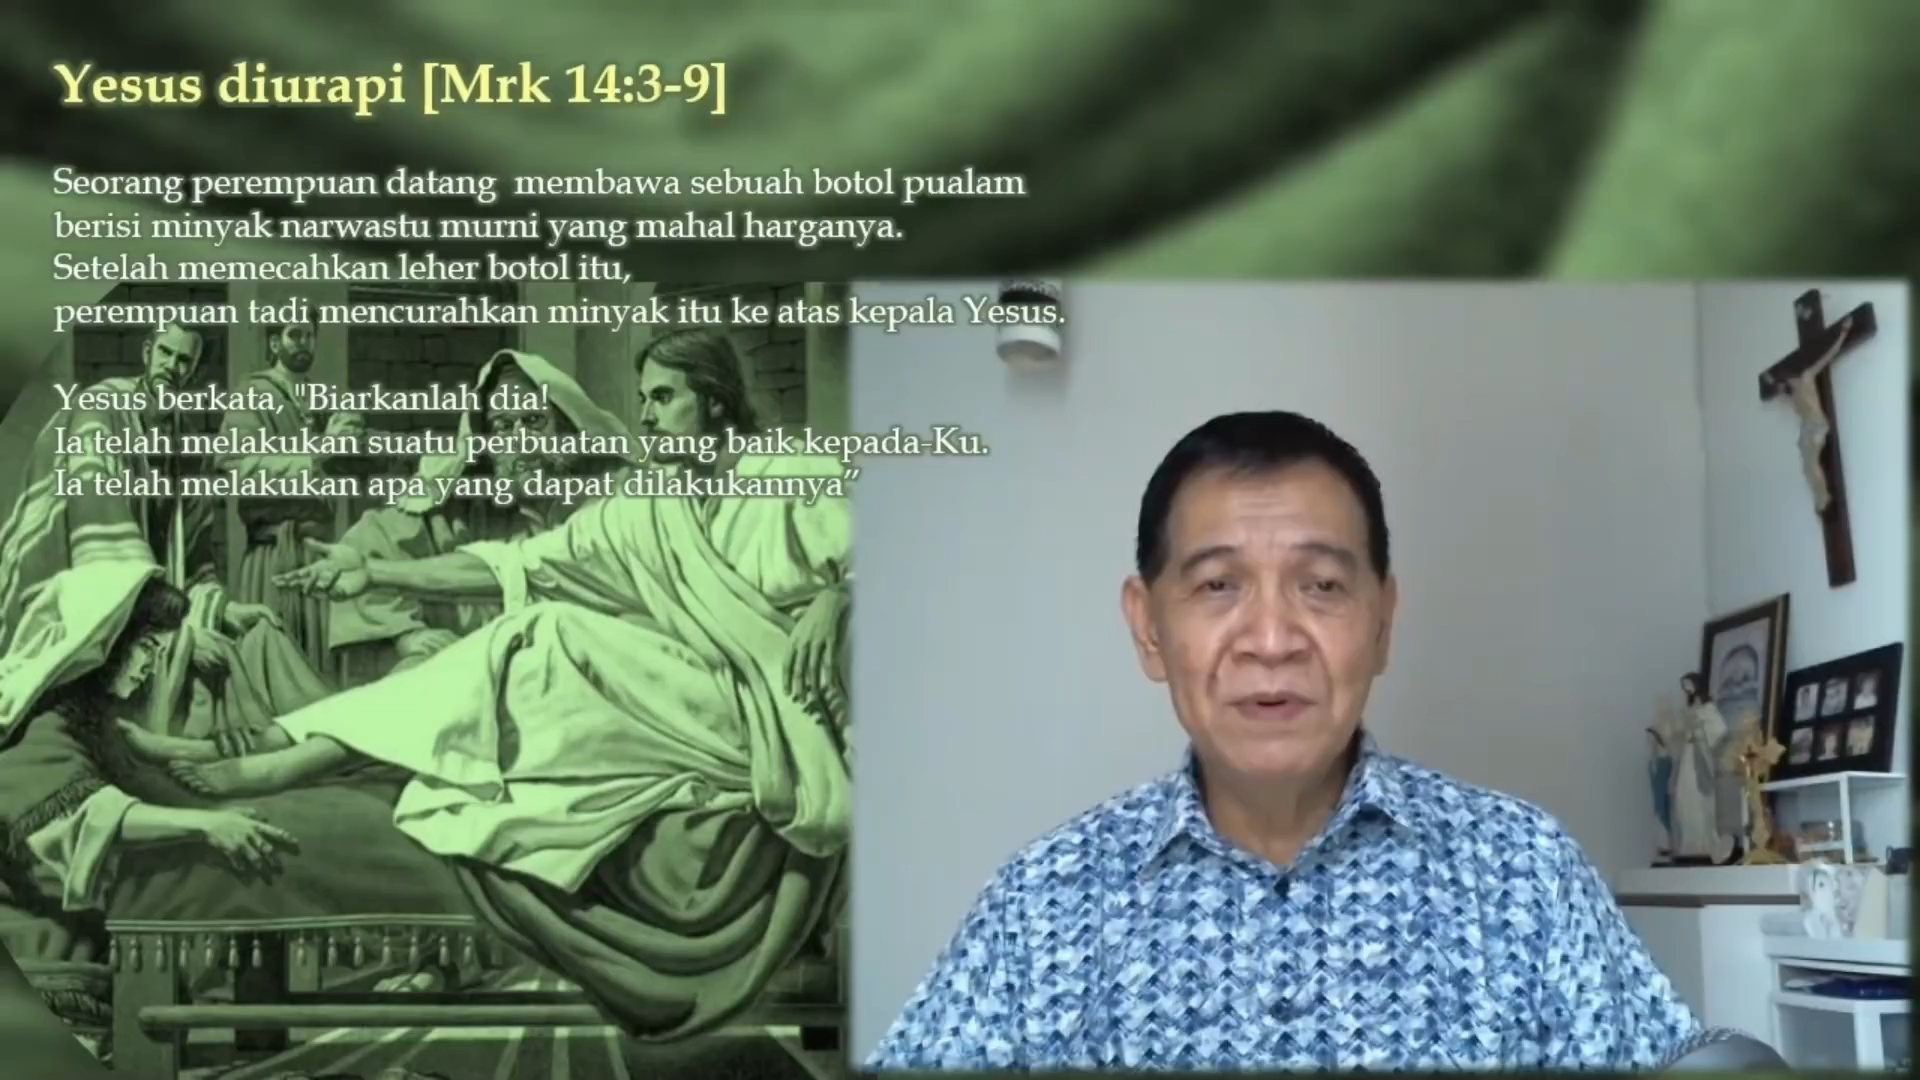 Yesus diurapi [Mrk 14:3-9]
Seorang perempuan datang  membawa sebuah botol pualam
berisi minyak narwastu murni yang mahal harganya.
Setelah memecahkan leher botol itu,
perempuan tadi mencurahkan minyak itu ke atas kepala Yesus.
Yesus berkata, "Biarkanlah dia!
Ia telah melakukan suatu perbuatan yang baik kepada-Ku.
Ia telah melakukan apa yang dapat dilakukannya”